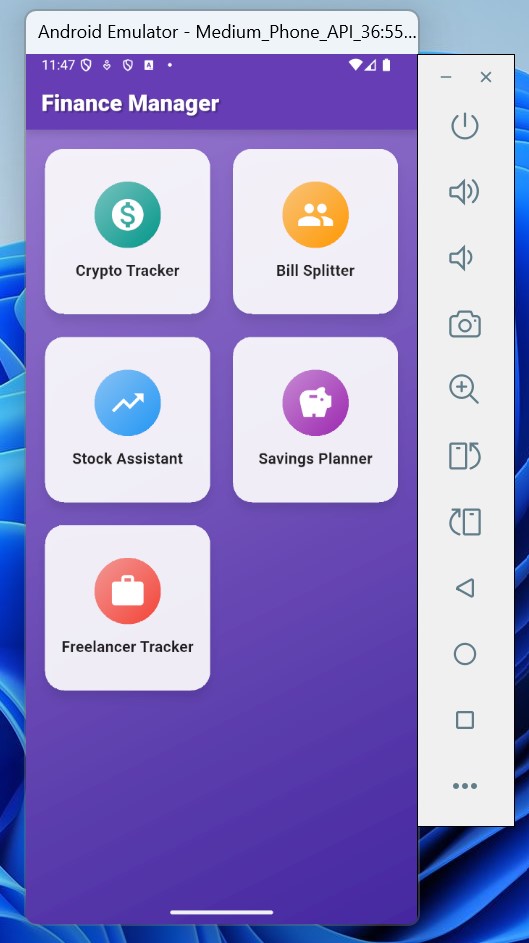 Android Emulator - Medium_Phone_API_36:55...
11:47
Finance Manager
Crypto Tracker
Bill Splitter
Stock Assistant
Savings Planner
Freelancer Tracker